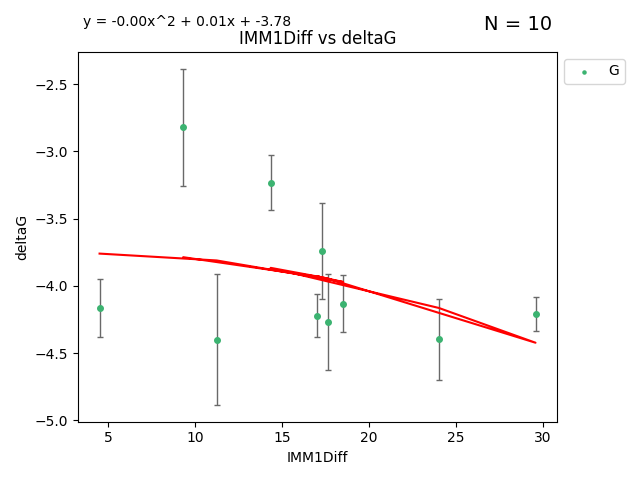 y = -0.00x^2 + 0.01x + -3.78
N = 10
IMM1Diff vs deltaG
G
deltaG
−2.5
−3.0
−3.5
−4.0
−4.5
−5.0
5 10 15 20 25 30
IMM1Diff